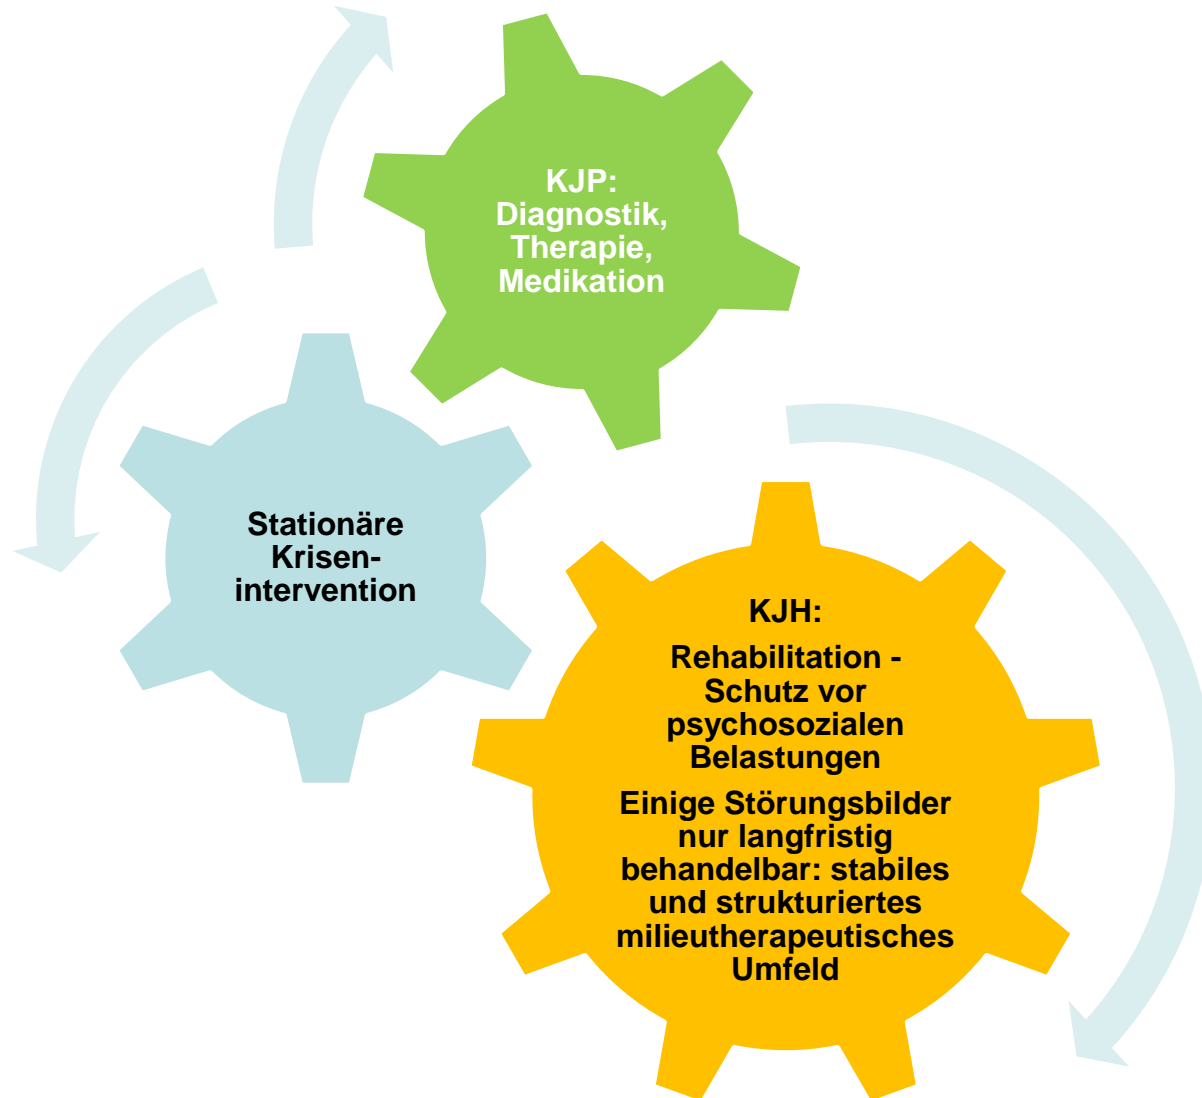 KJP:
Diagnostik,
Therapie,
Medikation
Stationäre
Krisen-
intervention
KJH:
Rehabilitation -
Schutz vor
psychosozialen
Belastungen
Einige Störungsbilder
nur langfristig
behandelbar: stabiles
und strukturiertes
milieutherapeutisches
Umfeld